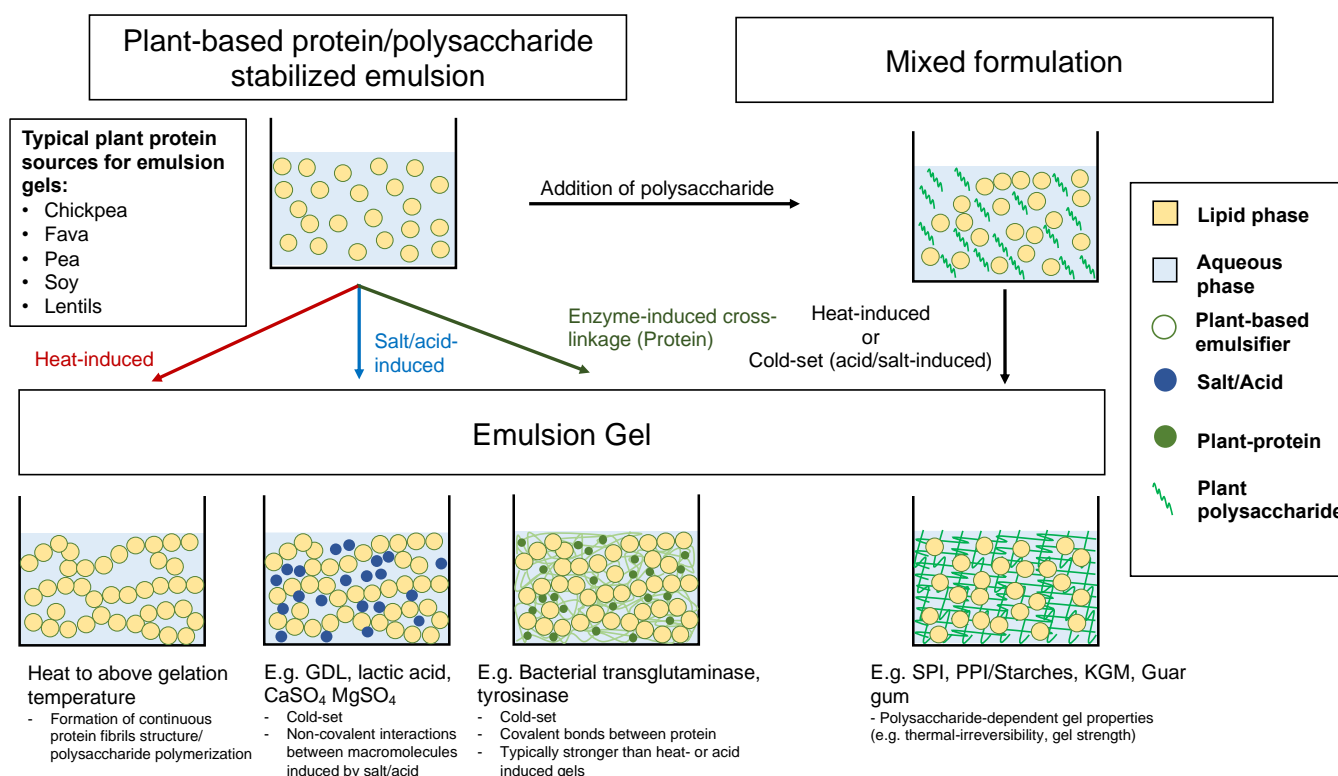 Plant-based protein/polysaccharide
stabilized emulsion
Mixed formulation
Typical plant protein
sources for emulsion
gels:
• Chickpea
• Fava
• Pea
• Soy
• Lentils
Addition of polysaccharide
Heat-induced
Salt/acid-
induced
Enzyme-induced cross-
linkage (Protein)
Heat-induced
or
Cold-set (acid/salt-induced)
Lipid phase
Aqueous
phase
Plant-based
emulsifier
Salt/Acid
Plant-protein
Plant
polysaccharide
Emulsion Gel
Heat to above gelation
temperature
- Formation of continuous
protein fibrils structure/
polysaccharide polymerization
E.g. GDL, lactic acid,
CaSO₄ MgSO₄
- Cold-set
- Non-covalent interactions
between macromolecules
induced by salt/acid
E.g. Bacterial transglutaminase,
tyrosinase
- Cold-set
- Covalent bonds between protein
- Typically stronger than heat- or acid
induced gels
E.g. SPI, PPI/Starches, KGM, Guar
gum
- Polysaccharide-dependent gel properties
(e.g. thermal-irreversibility, gel strength)